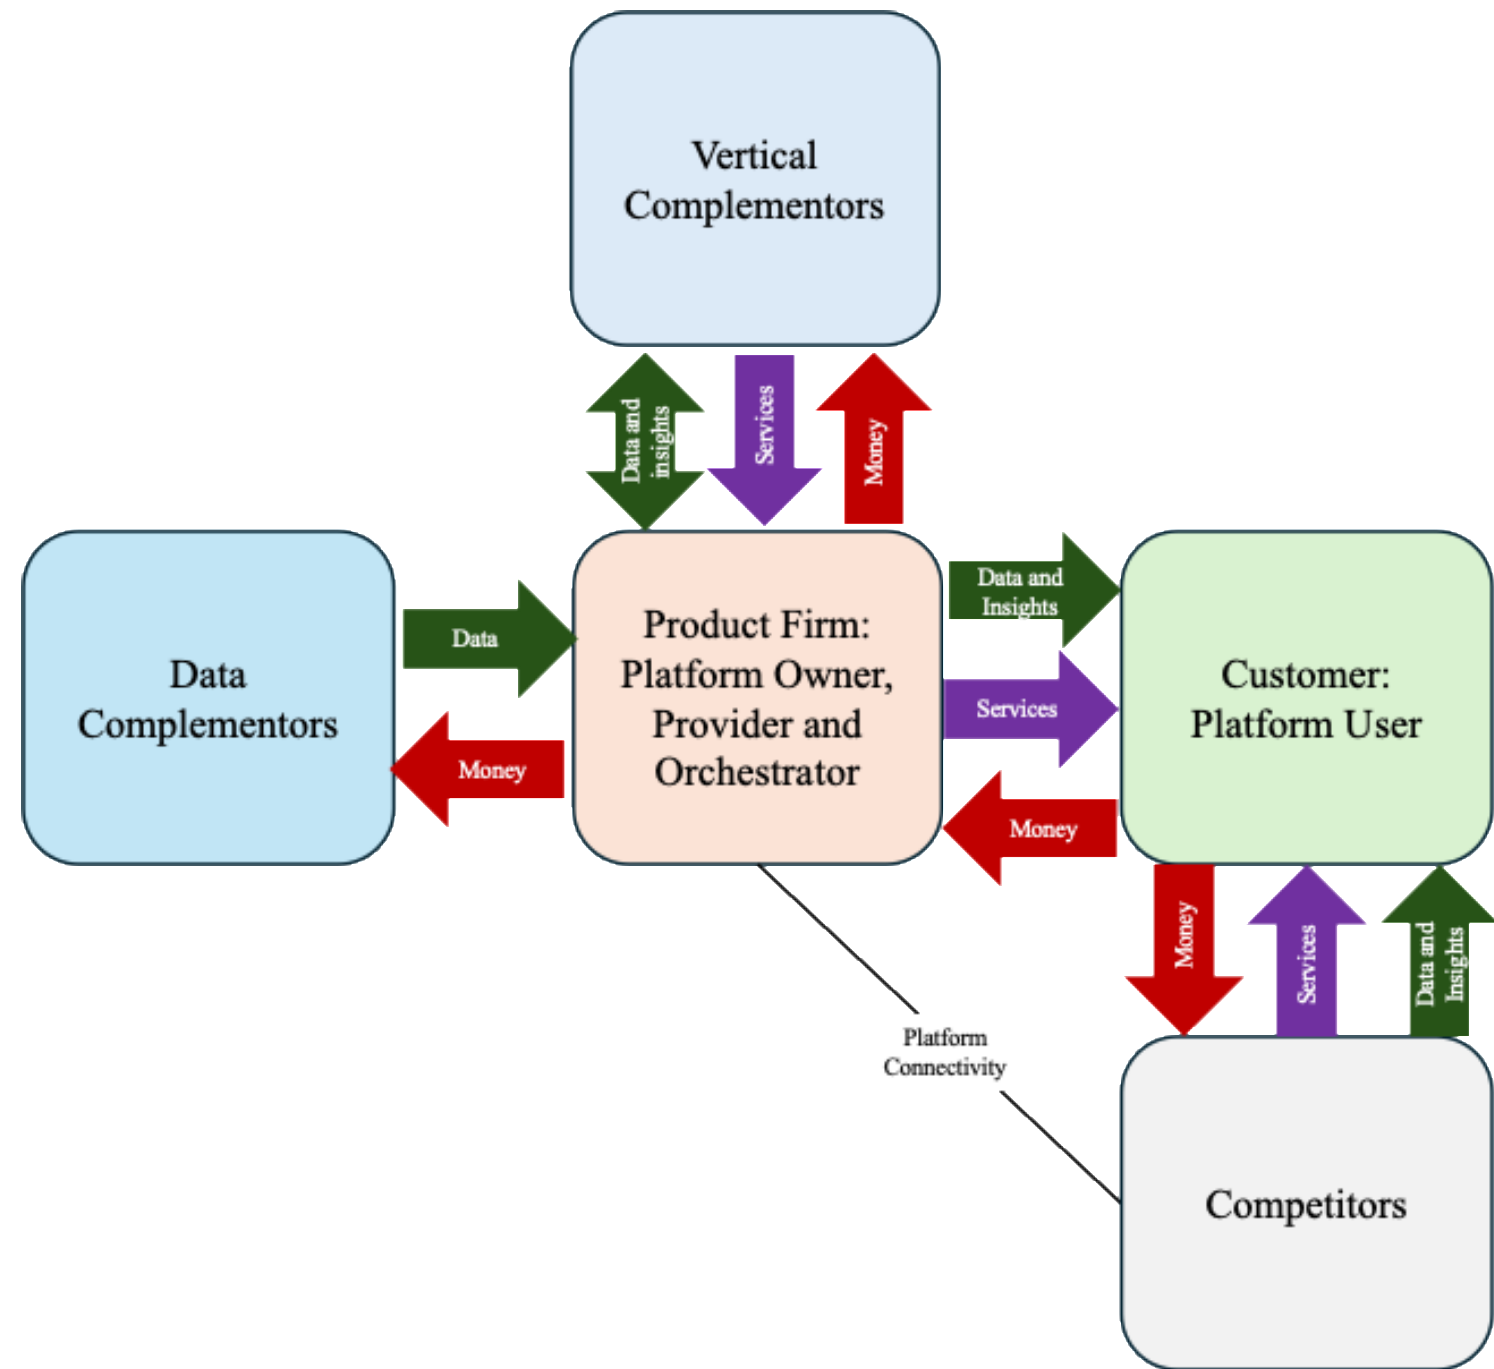 Vertical
Complementors
Data and
insights
Services
Money
Data
Complementors
Data
Money
Product Firm:
Platform Owner,
Provider and
Orchestrator
Data and
Insights
Services
Money
Customer:
Platform User
Money
Services
Data and
Insights
Platform
Connectivity
Competitors